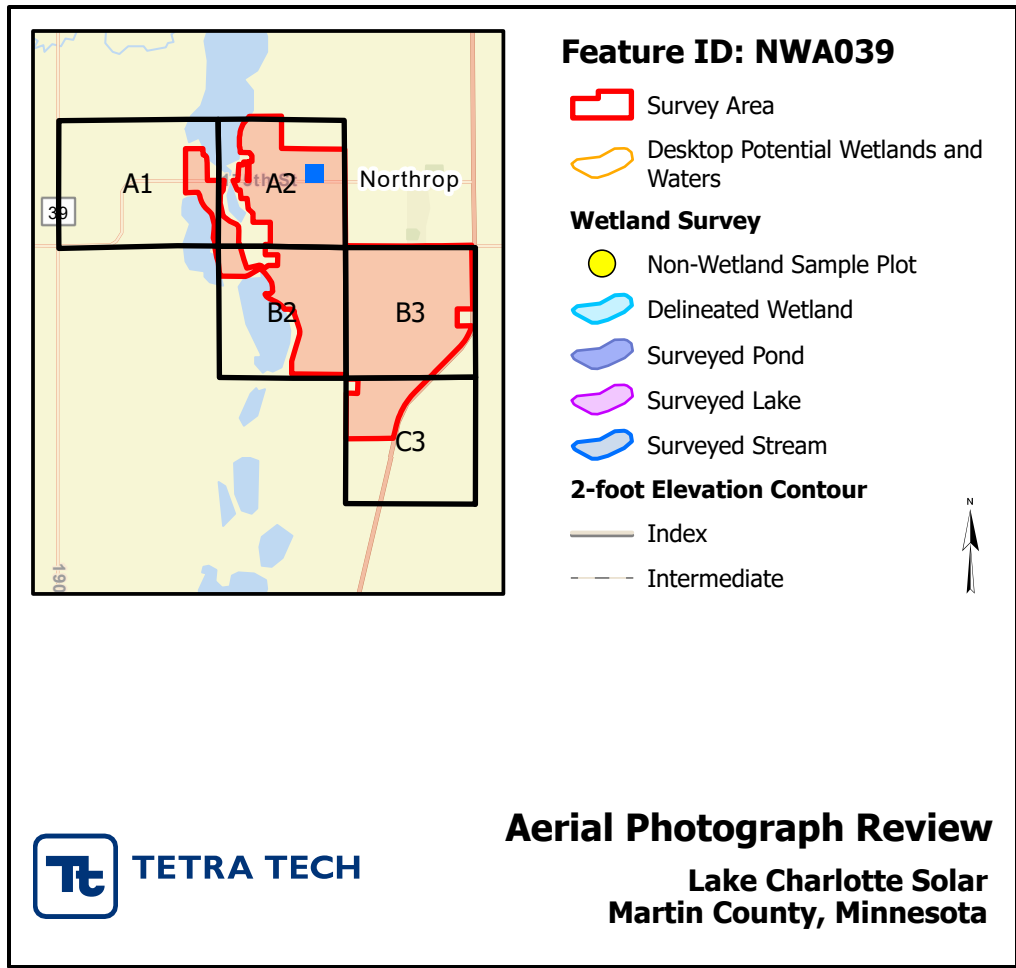 Feature ID: NWA039
Survey Area
Desktop Potential Wetlands and
Waters
Wetland Survey
Non-Wetland Sample Plot
Delineated Wetland
Surveyed Pond
Surveyed Lake
Surveyed Stream
2-foot Elevation Contour
Index
Intermediate
N
A1
A2
Northrop
39
B2
B3
C3
190
Tt TETRA TECH
Aerial Photograph Review
Lake Charlotte Solar
Martin County, Minnesota